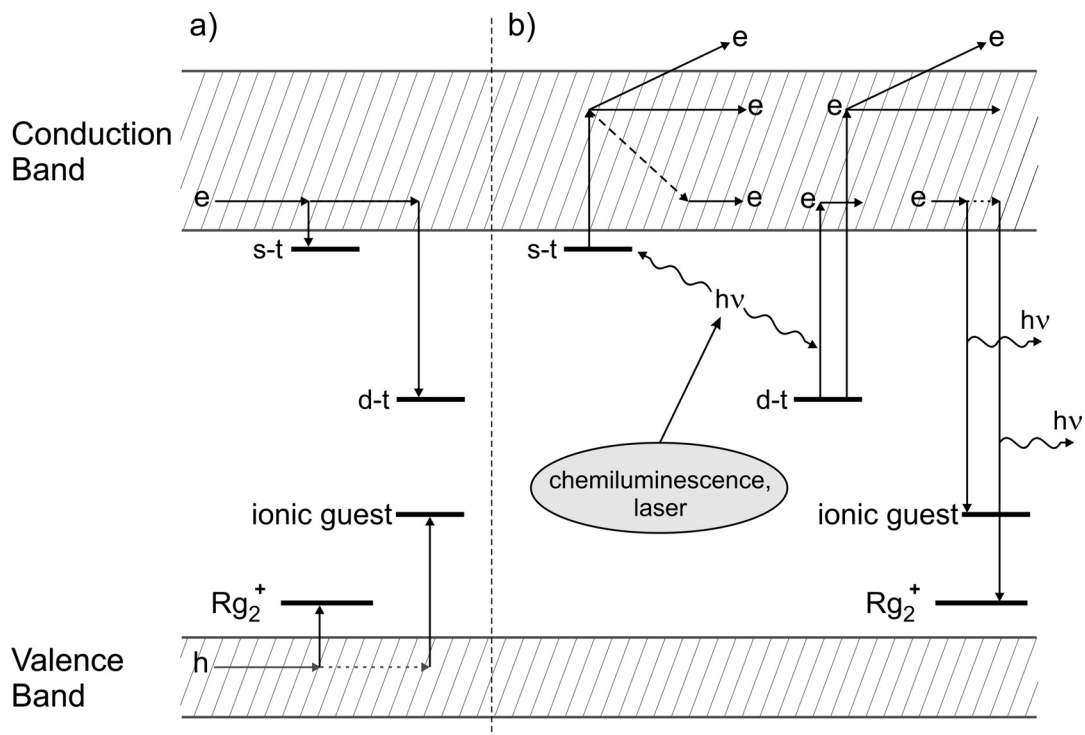 a)
b)
Conduction
Band
e
s-t
d-t
ionic guest
Rg₂⁺
Valence
Band
h
e
e
e
s-t
hν
chemiluminescence,
laser
e
e
e
d-t
e
hν
hν
ionic guest
Rg₂⁺